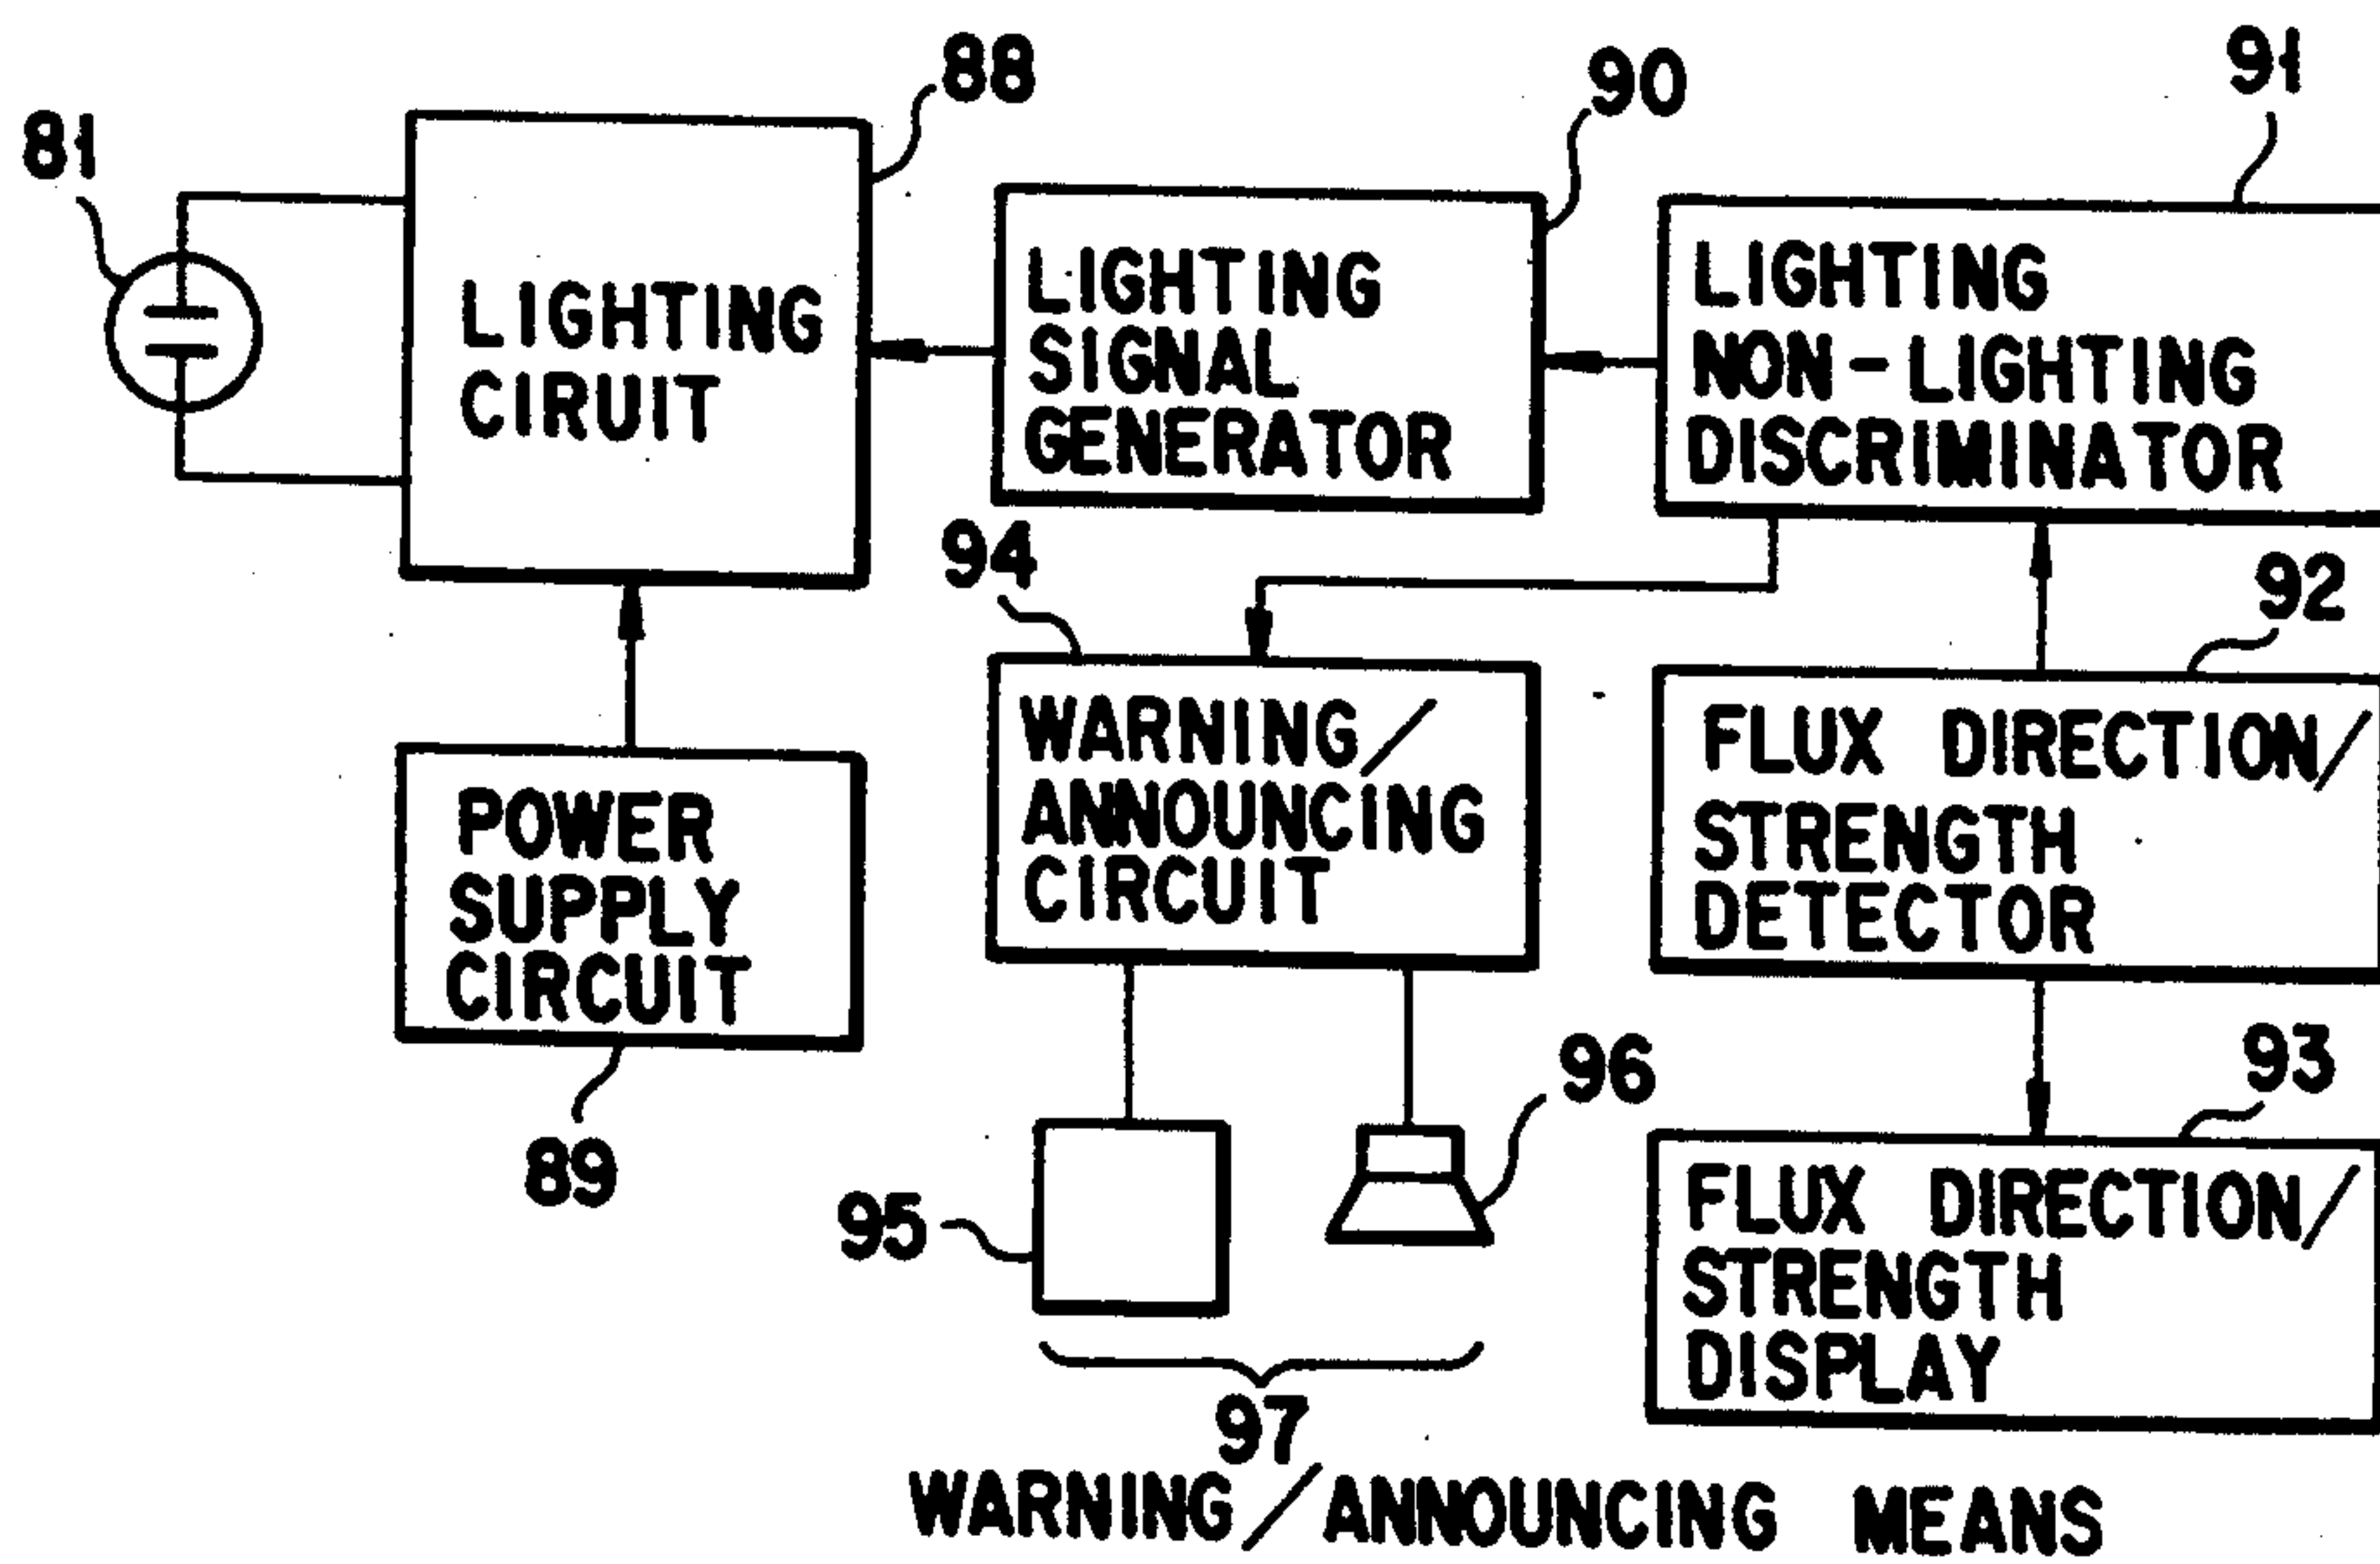 88
90
91
81
LIGHTING
CIRUIT
LIGHTING
SIGNAL
GENERATOR
LIGHTING
NON-LIGHTING
DISCRIMINATOR
94
92
POWER
SUPPLY
CIRCUIT
89
WARNING/
ANNOUNCING
CIRCUIT
FLUX DIRECTION/
STRENGTH
DETECTOR
95
96
93
FLUX DIRECTION/
STRENGTH
DISPLAY
97
WARNING/ANNOUNCING MEANS